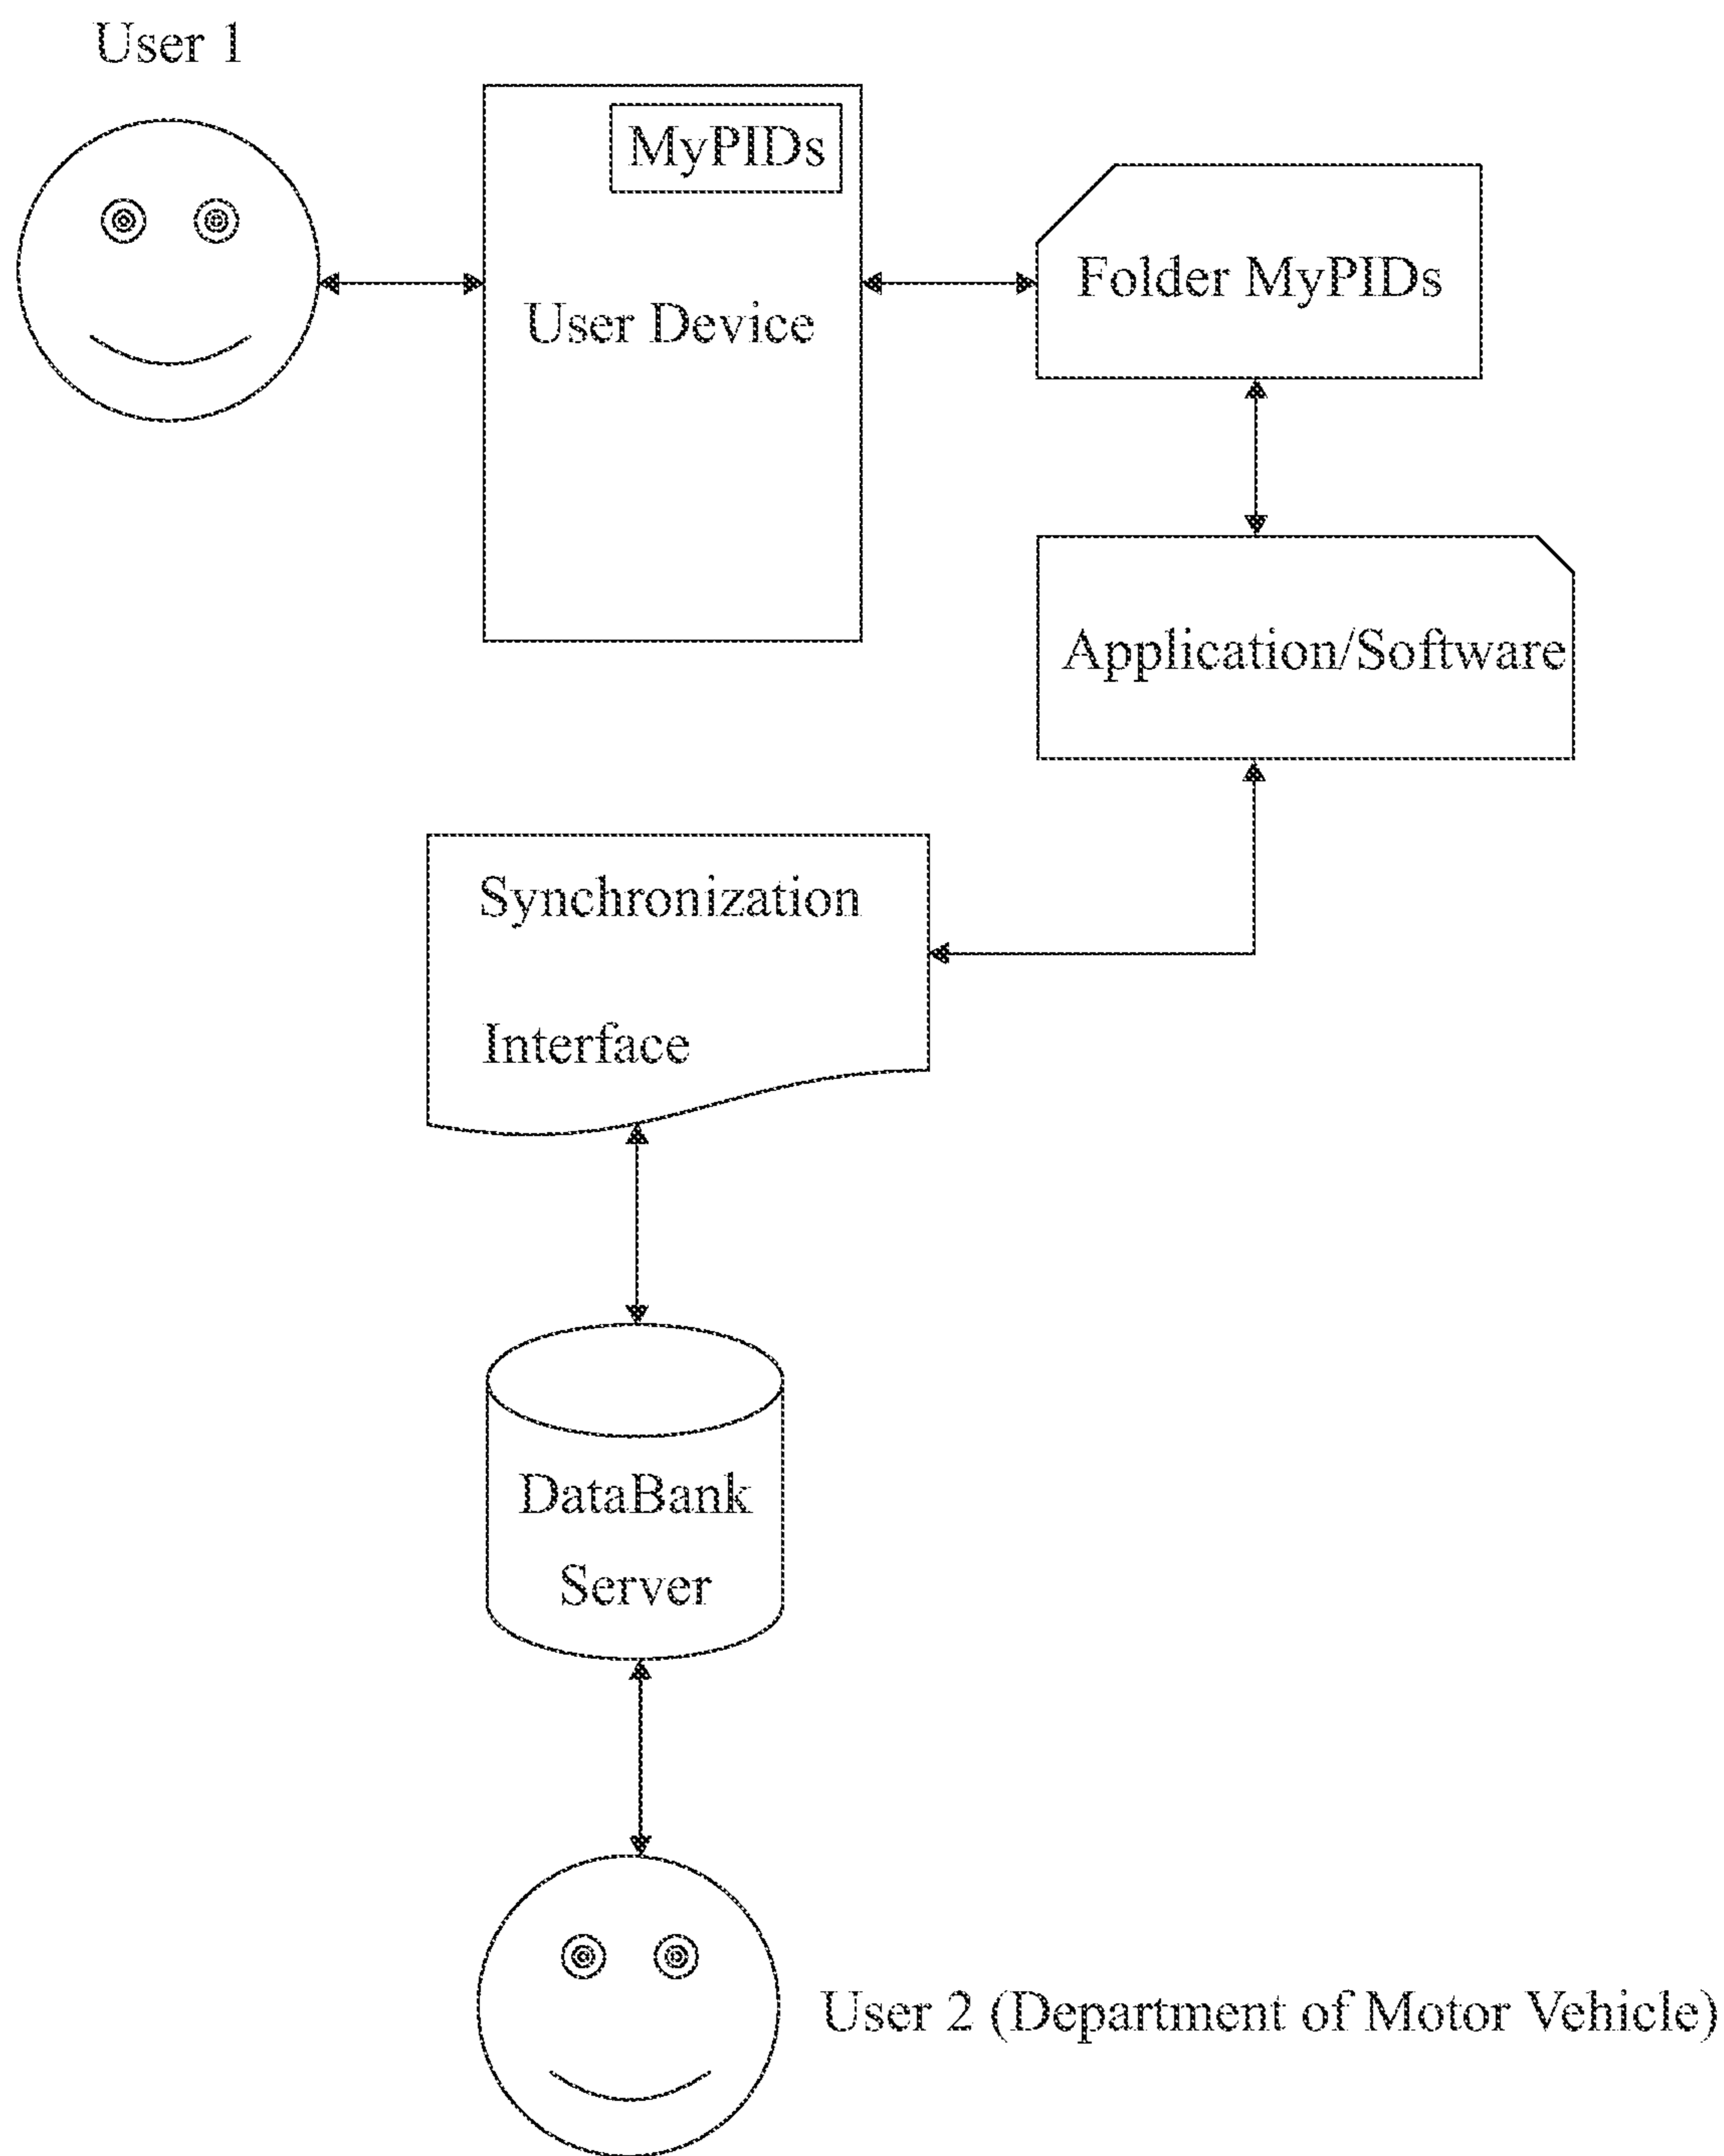 User 1
MyPIDs
User Device
Folder MyPIDs
Application/Software
Synchronization
Interface
DataBank
Server
User 2 (Department of Motor Vehicle)